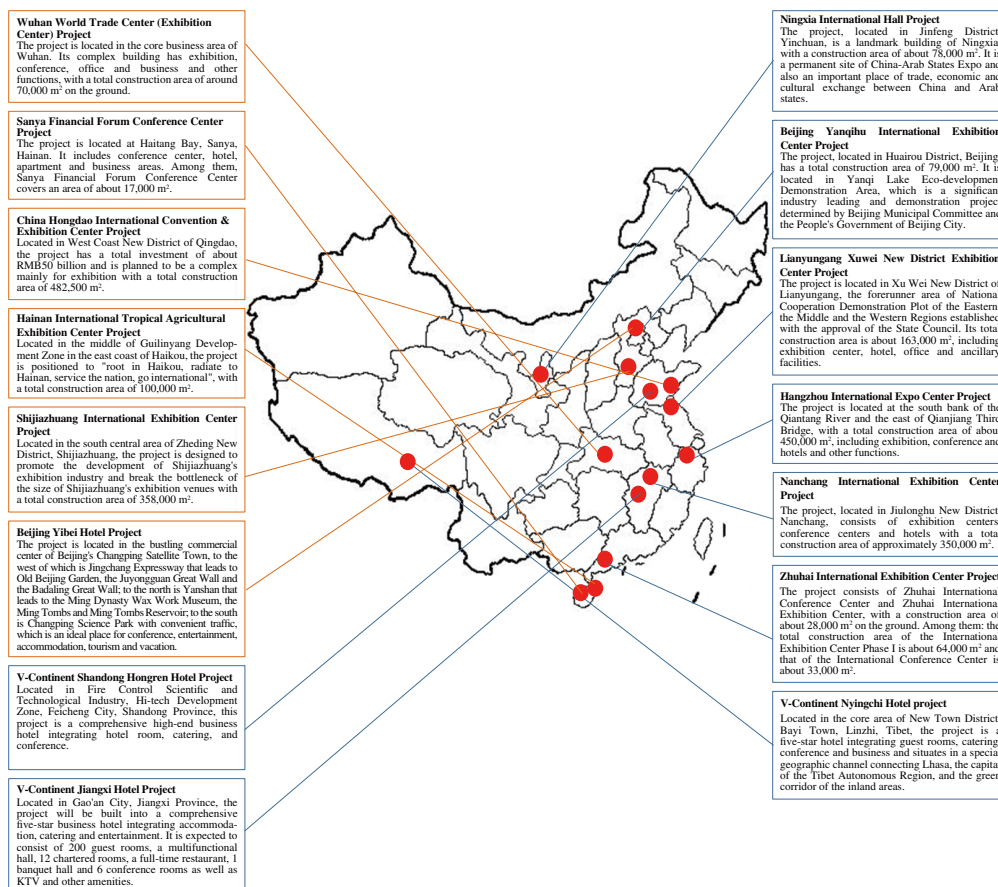 Wuhan World Trade Center (Exhibition
Center) Project
The project is located in the core business area of
Wuhan. Its complex building has exhibition,
conference, office and business and other
functions, with a total construction area of around
70,000 m² on the ground.
Sanya Financial Forum Conference Center
Project
The project is located at Haitang Bay, Sanya,
Hainan. It includes conference center, hotel,
apartment and business areas. Among them,
Sanya Financial Forum Conference Center
covers an area of about 17,000 m².
China Hongdao International Convention &
Exhibition Center Project
Located in West Coast New District of Qingdao,
the project has a total investment of about
RMB50 billion and is planned to be a complex
mainly for exhibition with a total construction
area of 482,500 m².
Hainan International Tropical Agricultural
Exhibition Center Project
Located in the middle of Guilinyang Develop-
ment Zone in the east coast of Haikou, the project
is positioned to "root in Haikou, radiate to
Hainan, service the nation, go international", with
a total construction area of 100,000 m².
Shijiazhuang International Exhibition Center
Project
Located in the south central area of Zheding New
District, Shijiazhuang, the project is designed to
promote the development of Shijiazhuang's
exhibition industry and break the bottleneck of
the size of Shijiazhuang's exhibition venues with
a total construction area of 358,000 m².
Beijing Yibei Hotel Project
The project is located in the bustling commercial
center of Beijing's Changping Satellite Town, to the
west of which is Jingchang Expressway that leads to
Old Beijing Garden, the Juyongguan Great Wall and
the Badaling Great Wall; to the north is Yanshan that
leads to the Ming Dynasty Wax Work Museum, the
Ming Tombs and Ming Tombs Reservoir; to the south
is Changping Science Park with convenient traffic,
which is an ideal place for conference, entertainment,
accommodation, tourism and vacation.
V-Continent Shandong Hongren Hotel Project
Located in Fire Control Scientific and
Technological Industry, Hi-tech Development
Zone, Feicheng City, Shandong Province, this
project is a comprehensive high-end business
hotel integrating hotel room, catering, and
conference.
V-Continent Jiangxi Hotel Project
Located in Gao'an City, Jiangxi Province, the
project will be built into a comprehensive
five-star business hotel integrating accommoda-
tion, catering and entertainment. It is expected to
consist of 200 guest rooms, a multifunctional
hall, 12 chartered rooms, a full-time restaurant, 1
banquet hall and 6 conference rooms as well as
KTV and other amenities.
Ningxia International Hall Project
The project, located in Jinfeng District,
Yinchuan, is a landmark building of Ningxia
with a construction area of about 78,000 m². It is
a permanent site of China-Arab States Expo and
also an important place of trade, economic and
cultural exchange between China and Arab
states.
Beijing Yanqihu International Exhibition
Center Project
The project, located in Huairou District, Beijing,
has a total construction area of 79,000 m². It is
located in Yanqi Lake Eco-development
Demonstration Area, which is a significant
industry leading and demonstration project
determined by Beijing Municipal Committee and
the People's Government of Beijing City.
Lianyungang Xuwei New District Exhibition
Center Project
The project is located in Xu Wei New District of
Lianyungang, the forerunner area of National
Cooperation Demonstration Plot of the Eastern,
the Middle and the Western Regions established
with the approval of the State Council. Its total
construction area is about 163,000 m², including
exhibition center, hotel, office and ancillary
facilities.
Hangzhou International Expo Center Project
The project is located at the south bank of the
Qiantang River and the east of Qianjiang Third
Bridge, with a total construction area of about
450,000 m², including exhibition, conference and
hotels and other functions.
Nanchang International Exhibition Center
Project
The project, located in Jiulonghu New District,
Nanchang, consists of exhibition centers,
conference centers and hotels with a total
construction area of approximately 350,000 m².
Zhuhai International Exhibition Center Project
The project consists of Zhuhai International
Conference Center and Zhuhai International
Exhibition Center, with a construction area of
about 28,000 m² on the ground. Among them: the
total construction area of the International
Exhibition Center Phase I is about 64,000 m² and
that of the International Conference Center is
about 33,000 m².
V-Continent Nyingchi Hotel project
Located in the core area of New Town District,
Bayi Town, Linzhi, Tibet, the project is a
five-star hotel integrating guest rooms, catering,
conference and business and situates in a special
geographic channel connecting Lhasa, the capital
of the Tibet Autonomous Region, and the green
corridor of the inland areas.